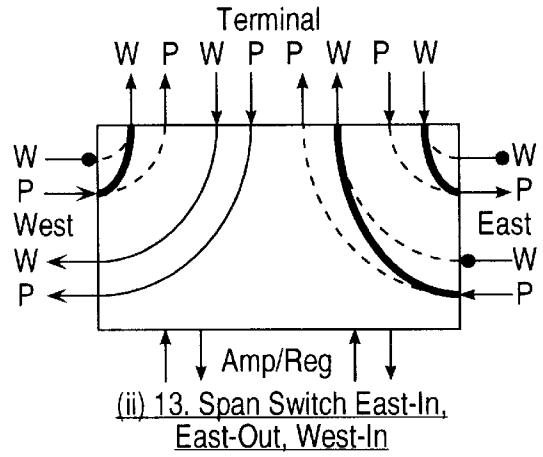 Terminal
W P W P P W P W
W W
P P
West East
W W
P P
Amp/Reg
(ii) 13. Span Switch East-In,
East-Out, West-In